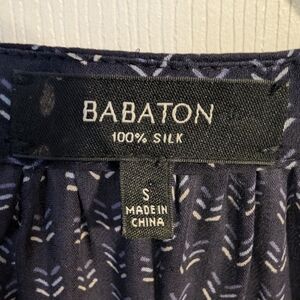 BABATON
100% SILK
S
MADE IN
CHINA